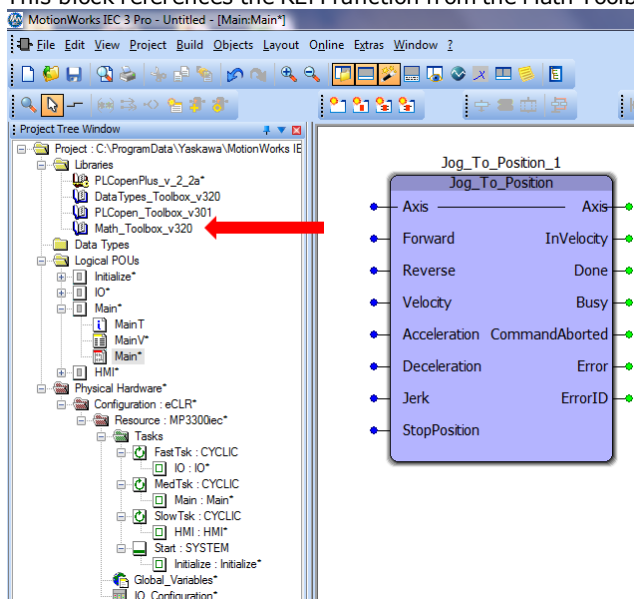 This block references the REM function from the Math Toolb
MotionWorks IEC 3 Pro - Untitled - [Main:Main*]
File Edit View Project Build Objects Layout Online Extras Window ?
Project Tree Window
Project : C:\ProgramData\Yaskawa\MotionWorks IE
Libraries
PLCopenPlus_v_2_2a*
DataTypes_Toolbox_v320
PLCopen_Toolbox_v301
Math_Toolbox_v320
Data Types
Logical POUs
Initialize*
IO*
Main*
MainT
MainV*
Main*
HMI*
Physical Hardware*
Configuration : eCLR*
Resource : MP3300iec*
Tasks
FastTsk : CYCLIC
IO : IO*
MedTsk : CYCLIC
Main : Main*
SlowTsk : CYCLIC
HMI : HMI*
Start : SYSTEM
Initialize : Initialize*
Global_Variables*
IO_Configuration*
Jog_To_Position_1
Jog_To_Position
Axis Axis
Forward InVelocity
Reverse Done
Velocity Busy
Acceleration CommandAborted
Deceleration Error
Jerk ErrorID
StopPosition